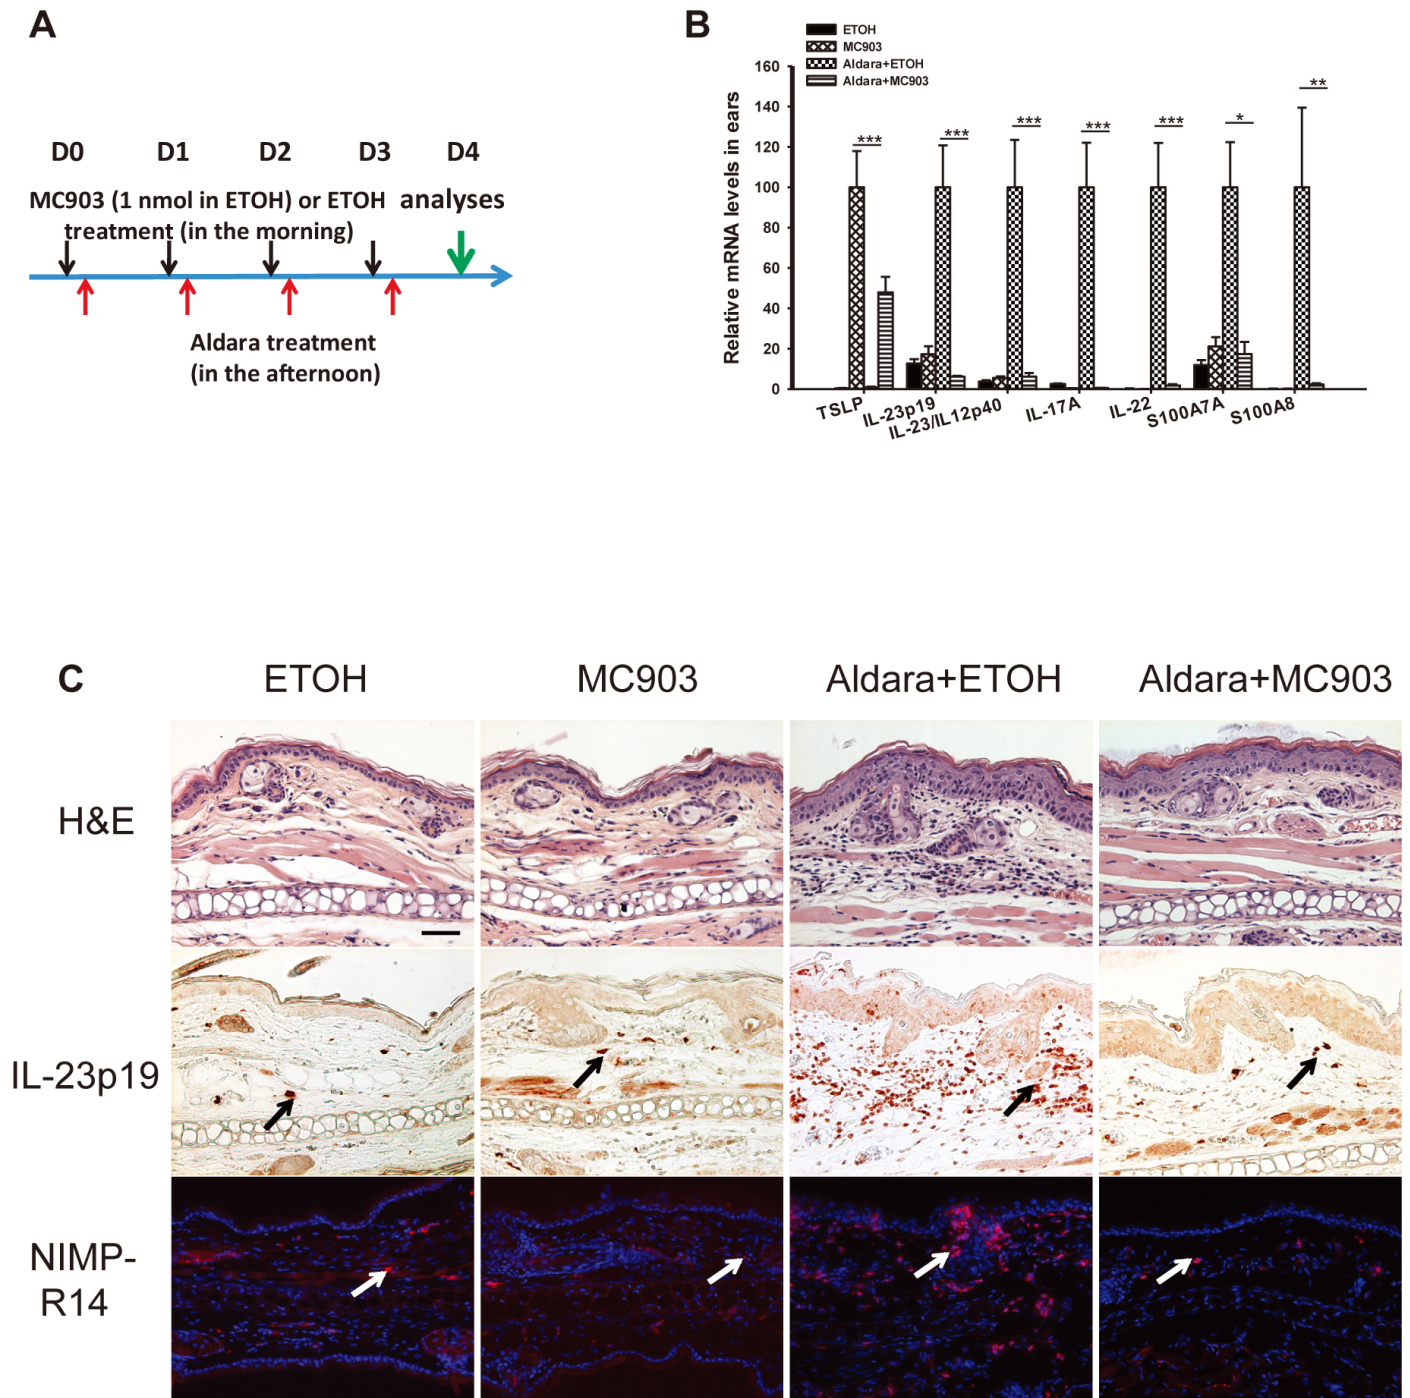 A
D0 D1 D2 D3 D4
MC903 (1 nmol in ETOH) or ETOH analyses
treatment (in the morning)
Aldara treatment
(in the afternoon)
B
ETOH
MC903
Aldara+ETOH
Aldara+MC903
Relative mRNA levels in ears
160
140
120
100
80
60
40
20
0
*** *** *** *** *** * **
TSLP IL-23p19 IL-23/IL12p40 IL-17A IL-22 S100A7A S100A8
C
ETOH MC903 Aldara+ETOH Aldara+MC903
H&E
IL-23p19
NIMP-
R14